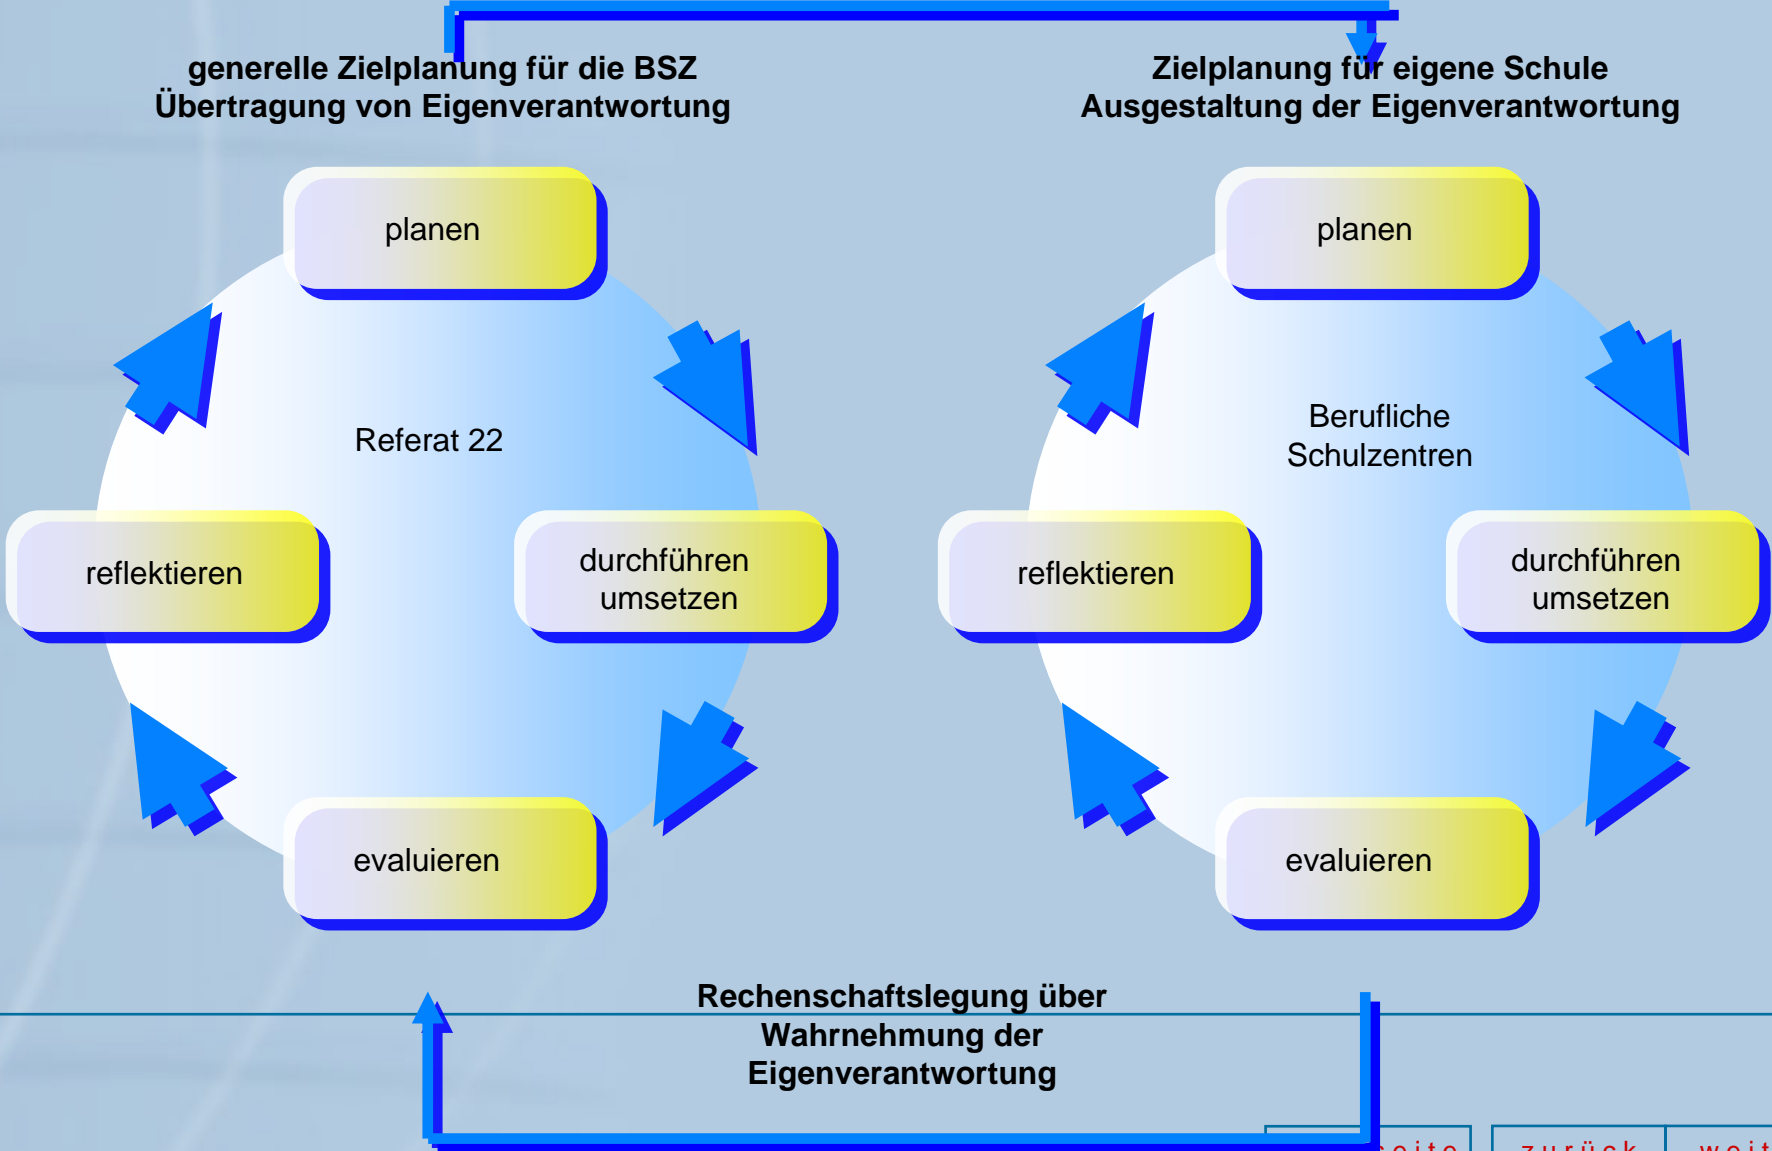 generelle Zielplanung für die BSZ
Übertragung von Eigenverantwortung
Zielplanung für eigene Schule
Ausgestaltung der Eigenverantwortung
planen
Referat 22
reflektieren
durchführen
umsetzen
evaluieren
planen
Berufliche
Schulzentren
reflektieren
durchführen
umsetzen
evaluieren
Rechenschaftslegung über
Wahrnehmung der
Eigenverantwortung
zurück